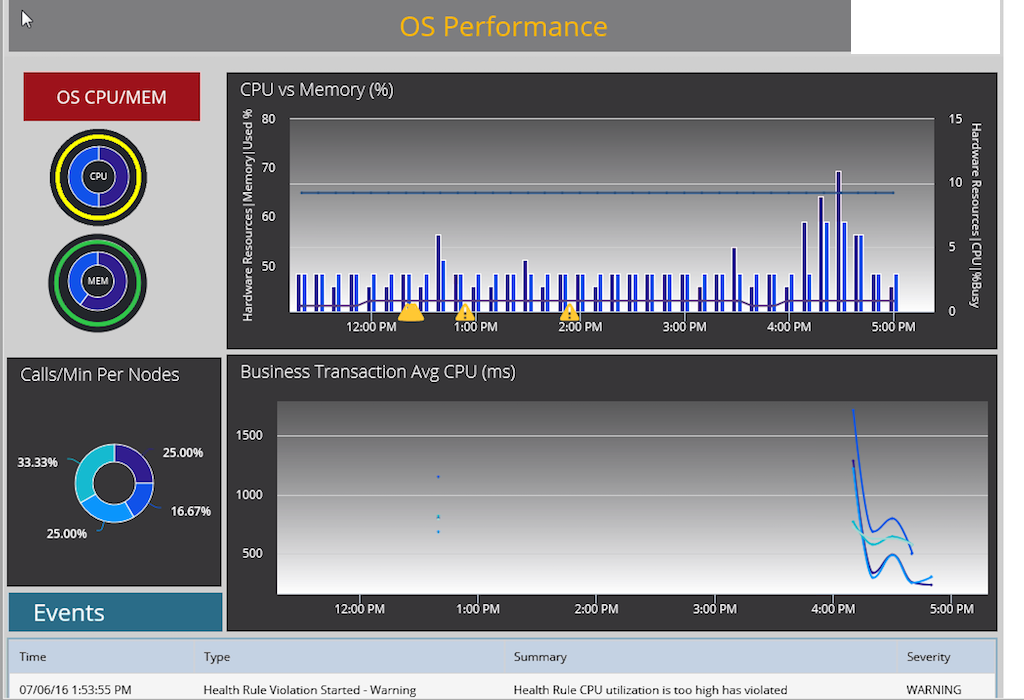 OS Performance
OS CPU/MEM
CPU
MEM
CPU vs Memory (%)
Hardware Resources|Memory|Used %
80
70
60
50
15
10
5
0
Hardware Resources|CPU|%Busy
12:00 PM 1:00 PM 2:00 PM 3:00 PM 4:00 PM 5:00 PM
Calls/Min Per Nodes
33.33%
25.00%
16.67%
25.00%
Business Transaction Avg CPU (ms)
1500
1000
500
12:00 PM 1:00 PM 2:00 PM 3:00 PM 4:00 PM 5:00 PM
Events
Time Type Summary Severity
07/06/16 1:53:55 PM Health Rule Violation Started - Warning Health Rule CPU utilization is too high has violated WARNING